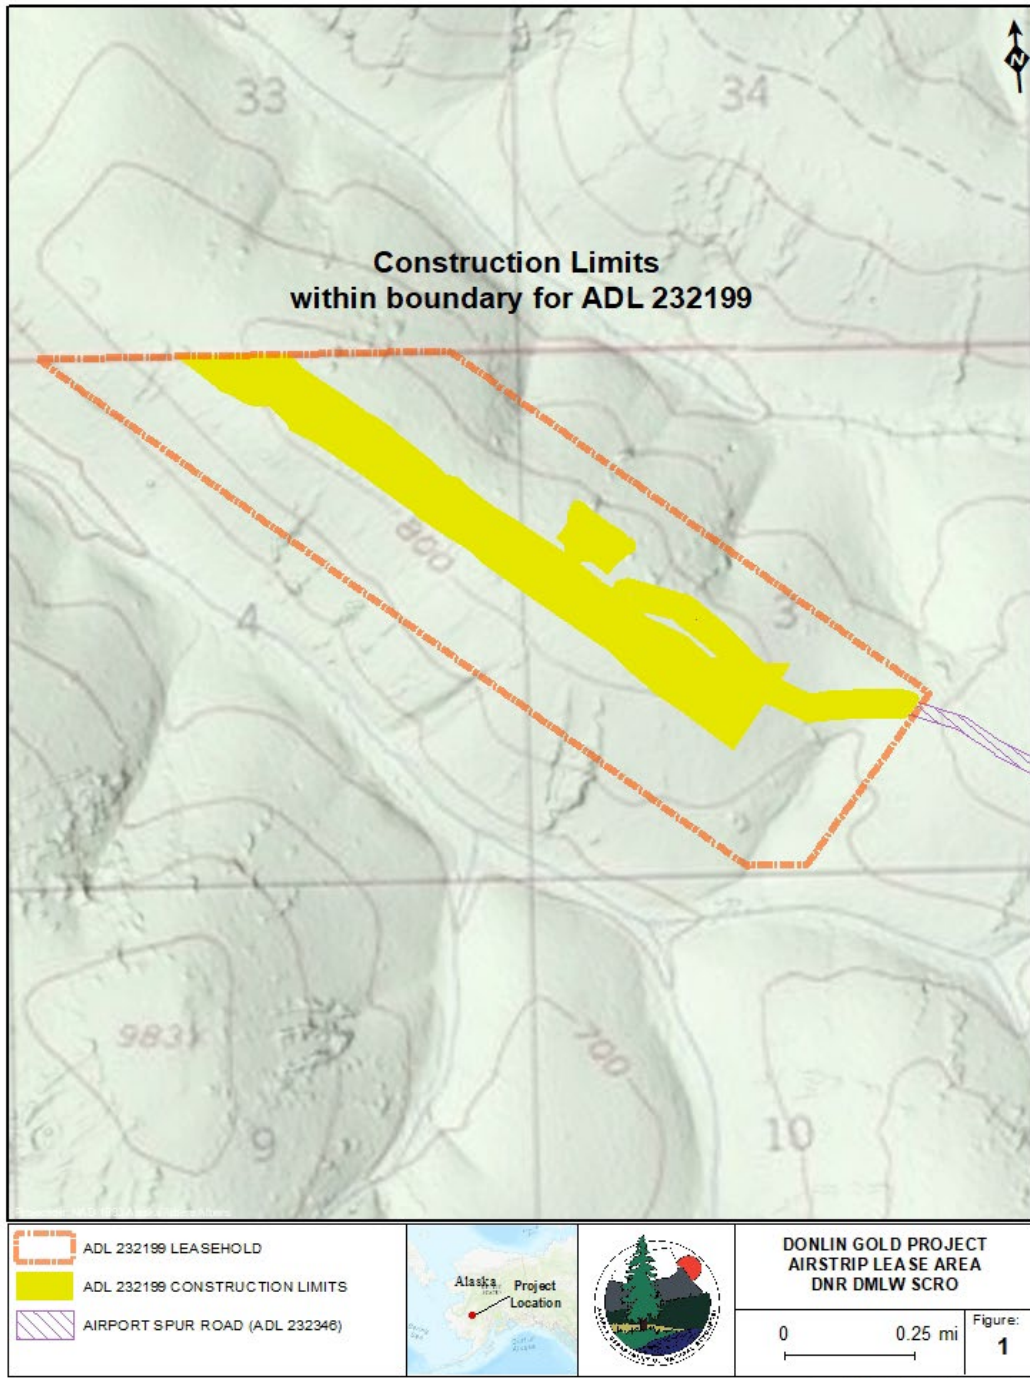 N
33
34
Construction Limits
within boundary for ADL 232199
800
4
3
983
700
9
10
ADL 232199 LEASEHOLD
ADL 232199 CONSTRUCTION LIMITS
AIRPORT SPUR ROAD (ADL 232346)
Alaska
Project
Location
DONLIN GOLD PROJECT
AIRSTRIP LEASE AREA
DNR DMLW SCRO
0 0.25 mi
Figure:
1